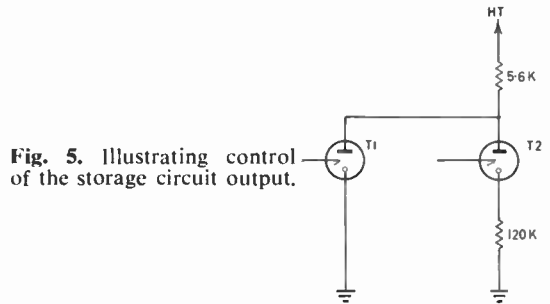 HT
5·6K
T1
T2
Fig. 5. Illustrating control
of the storage circuit output.
120K